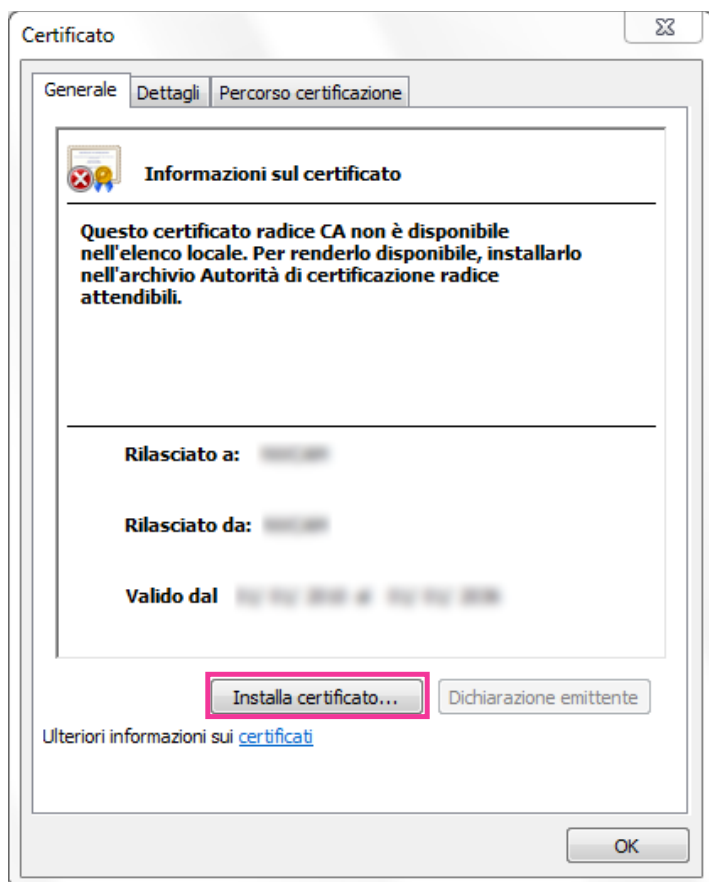 Certificato
Generale Dettagli Percorso certificazione
Informazioni sul certificato
Questo certificato radice CA non è disponibile
nell'elenco locale. Per renderlo disponibile, installarlo
nell'archivio Autorità di certificazione radice
attendibili.
Rilasciato a:
Rilasciato da:
Valido dal
Installa certificato... Dichiarazione emittente
Ulteriori informazioni sui certificati
OK